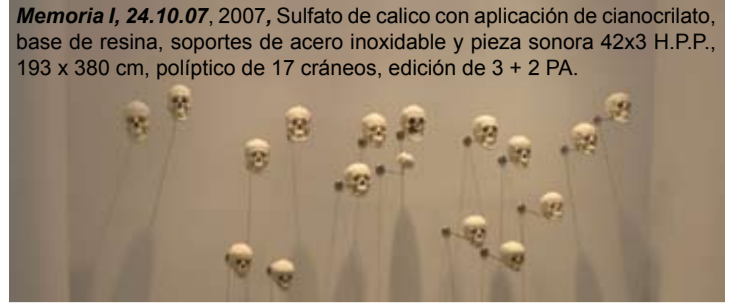 Memoria I, 24.10.07, 2007, Sulfato de calico con aplicación de cianocrilato,
base de resina, soportes de acero inoxidable y pieza sonora 42x3 H.P.P.,
193 x 380 cm, políptico de 17 cráneos, edición de 3 + 2 PA.